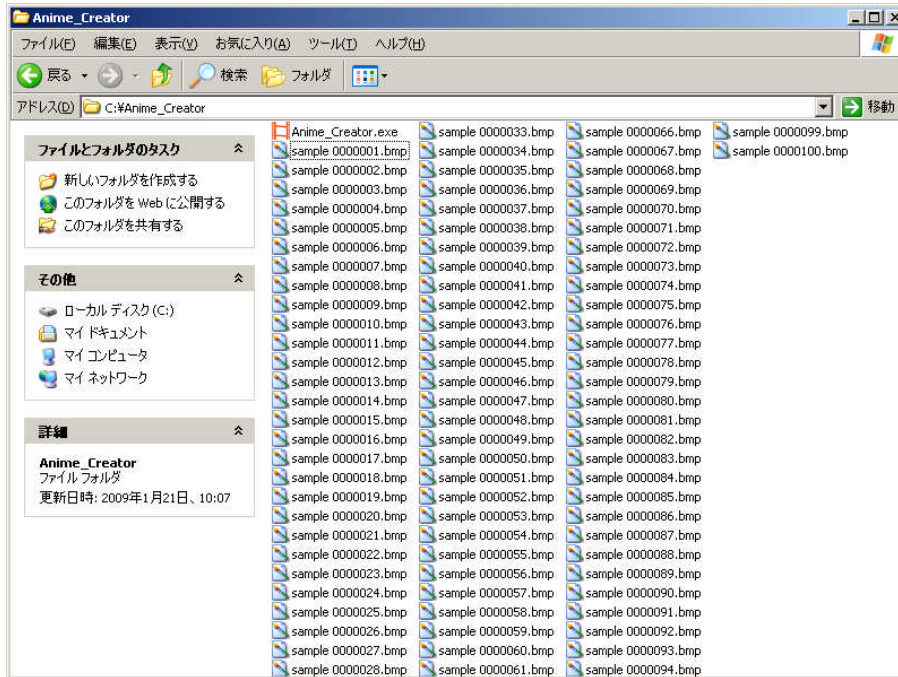 Anime_Creator
ファイル(F) 編集(E) 表示(V) お気に入り(A) ツール(T) ヘルプ(H)
戻る 検索 フォルダ
アドレス(D) C:¥Anime_Creator 移動
ファイルとフォルダのタスク
新しいフォルダを作成する
このフォルダを Web に公開する
このフォルダを共有する
その他
ローカル ディスク (C:)
マイ ドキュメント
マイ コンピュータ
マイ ネットワーク
詳細
Anime_Creator
ファイル フォルダ
更新日時: 2009年1月21日、10:07
Anime_Creator.exe
sample 0000001.bmp
sample 0000002.bmp
sample 0000003.bmp
sample 0000004.bmp
sample 0000005.bmp
sample 0000006.bmp
sample 0000007.bmp
sample 0000008.bmp
sample 0000009.bmp
sample 0000010.bmp
sample 0000011.bmp
sample 0000012.bmp
sample 0000013.bmp
sample 0000014.bmp
sample 0000015.bmp
sample 0000016.bmp
sample 0000017.bmp
sample 0000018.bmp
sample 0000019.bmp
sample 0000020.bmp
sample 0000021.bmp
sample 0000022.bmp
sample 0000023.bmp
sample 0000024.bmp
sample 0000025.bmp
sample 0000026.bmp
sample 0000027.bmp
sample 0000028.bmp
sample 0000033.bmp
sample 0000034.bmp
sample 0000035.bmp
sample 0000036.bmp
sample 0000037.bmp
sample 0000038.bmp
sample 0000039.bmp
sample 0000040.bmp
sample 0000041.bmp
sample 0000042.bmp
sample 0000043.bmp
sample 0000044.bmp
sample 0000045.bmp
sample 0000046.bmp
sample 0000047.bmp
sample 0000048.bmp
sample 0000049.bmp
sample 0000050.bmp
sample 0000051.bmp
sample 0000052.bmp
sample 0000053.bmp
sample 0000054.bmp
sample 0000055.bmp
sample 0000056.bmp
sample 0000057.bmp
sample 0000058.bmp
sample 0000059.bmp
sample 0000060.bmp
sample 0000061.bmp
sample 0000066.bmp
sample 0000067.bmp
sample 0000068.bmp
sample 0000069.bmp
sample 0000070.bmp
sample 0000071.bmp
sample 0000072.bmp
sample 0000073.bmp
sample 0000074.bmp
sample 0000075.bmp
sample 0000076.bmp
sample 0000077.bmp
sample 0000078.bmp
sample 0000079.bmp
sample 0000080.bmp
sample 0000081.bmp
sample 0000082.bmp
sample 0000083.bmp
sample 0000084.bmp
sample 0000085.bmp
sample 0000086.bmp
sample 0000087.bmp
sample 0000088.bmp
sample 0000089.bmp
sample 0000090.bmp
sample 0000091.bmp
sample 0000092.bmp
sample 0000093.bmp
sample 0000094.bmp
sample 0000099.bmp
sample 0000100.bmp